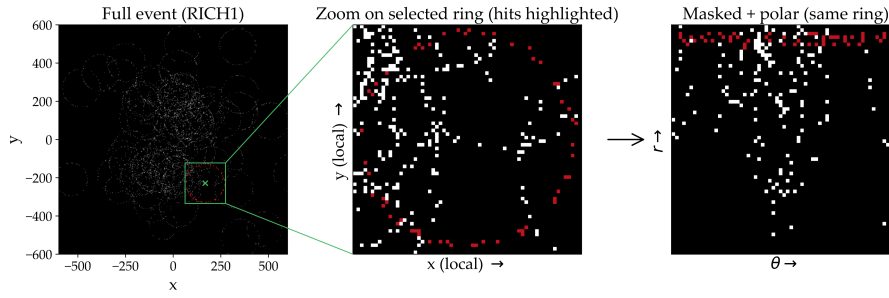 Full event (RICH1)
600
400
200
0
−200
−400
−600
y
−500
−250
0
250
500
x
Zoom on selected ring (hits highlighted)
y (local) →
x (local) →
Masked + polar (same ring)
r →
θ →